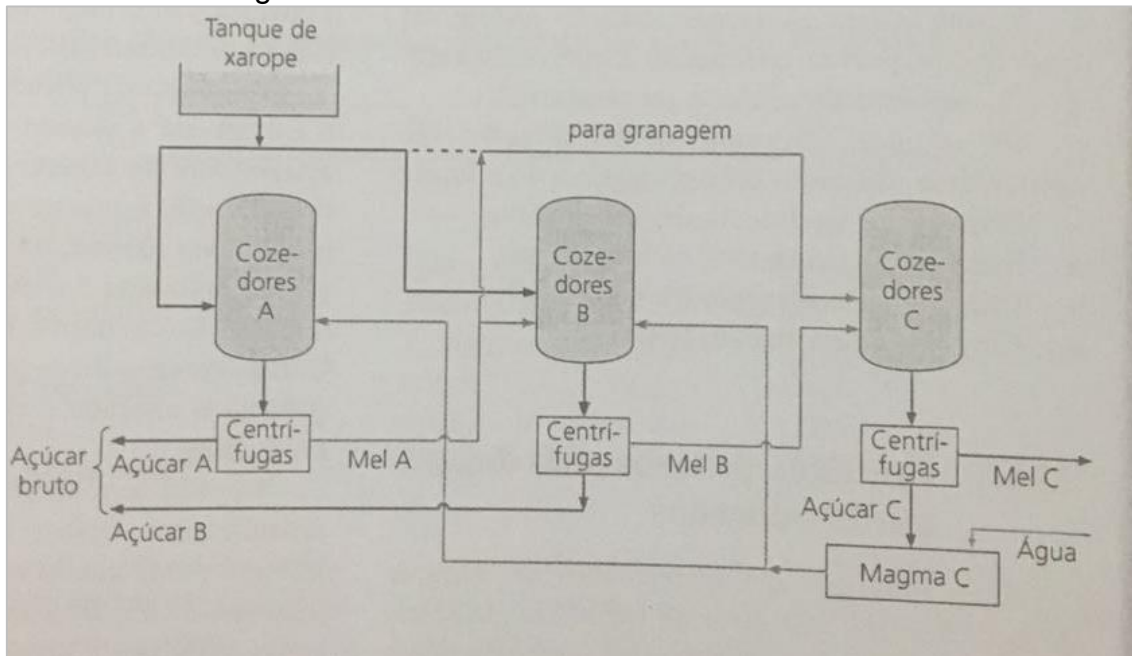 Tanque de
xarope
para granagem
Coze-
dores
A
Coze-
dores
B
Coze-
dores
C
Centrí-
fugas
Centrí-
fugas
Centrí-
fugas
Açúcar
bruto
Açúcar A
Mel A
Mel B
Mel C
Açúcar B
Açúcar C
Água
Magma C